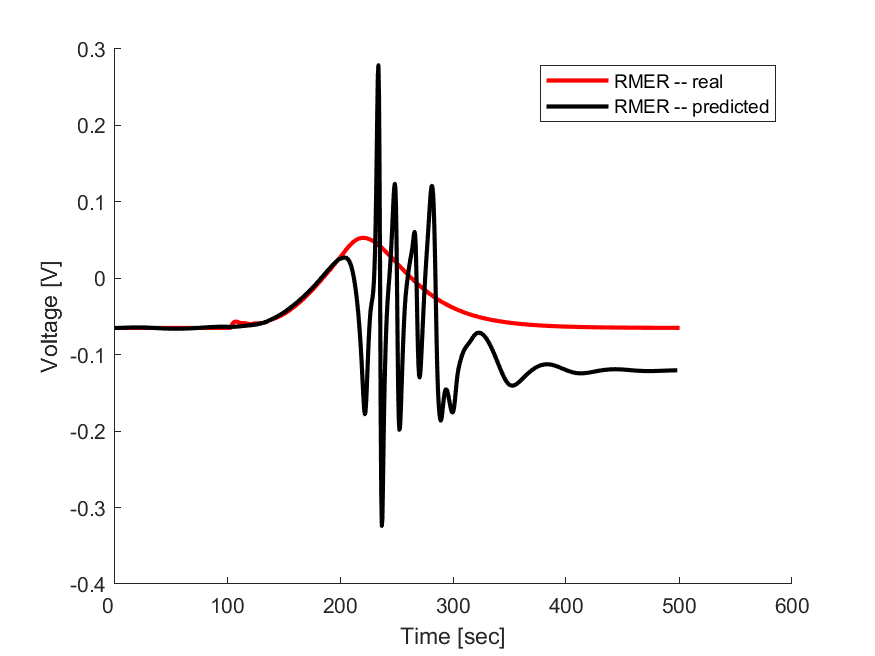 0.3
0.2
0.1
0
-0.1
-0.2
-0.3
-0.4
Voltage [V]
RMER -- real
RMER -- predicted
0 100 200 300 400 500 600
Time [sec]